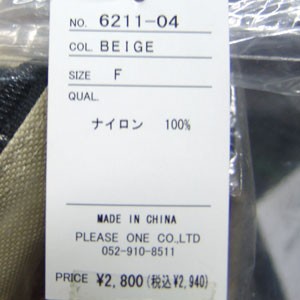 NO. 6211-04
COL. BEIGE
SIZE F
QUAL.
ナイロン 100%
MADE IN CHINA
PLEASE ONE CO.,LTD
052-910-8511
PRICE ¥2,800(税込¥2,940)